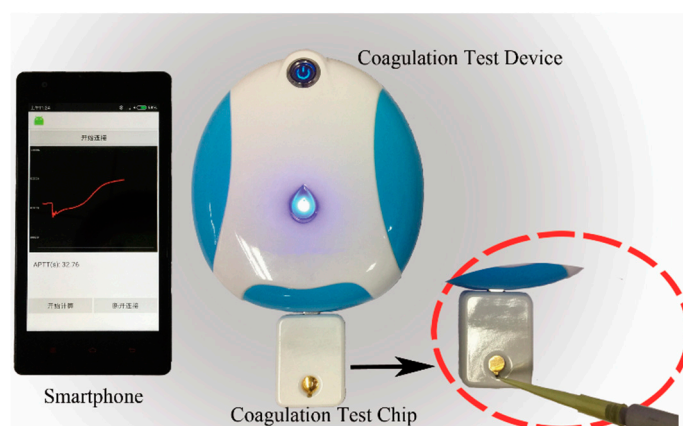 Coagulation Test Device
开始连接
APTT(s): 32.76
开始计算
断开连接
Smartphone
Coagulation Test Chip